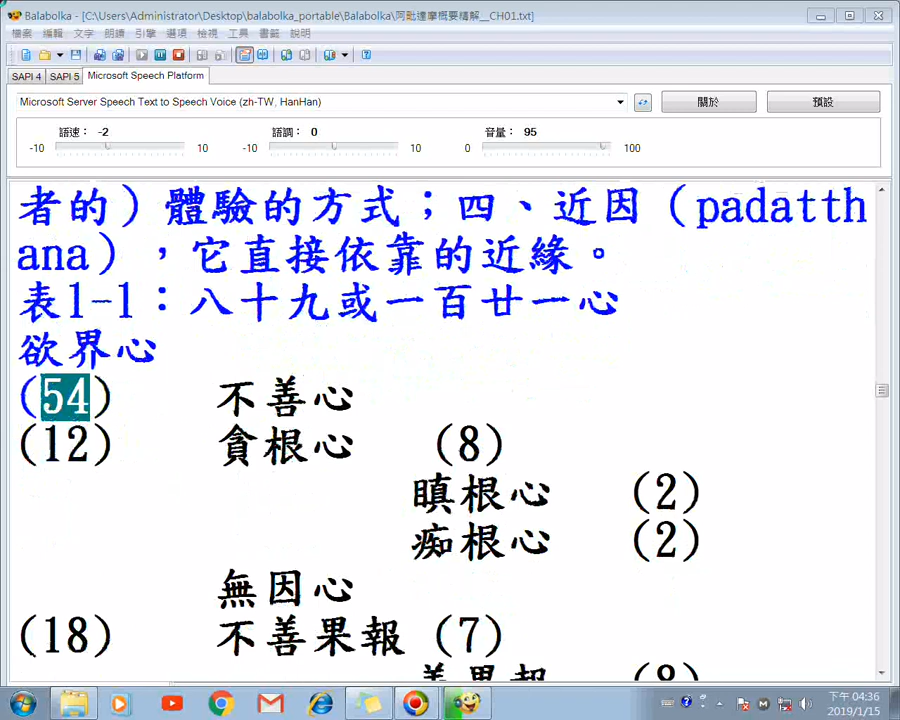 Balabolka - [C:\Users\Administrator\Desktop\balabolka_portable\Balabolka\阿毗達摩概要精解__CH01.txt]
檔案 編輯 文字 朗讀 引擎 選項 檢視 工具 書籤 說明
SAPI 4 SAPI 5 Microsoft Speech Platform
Microsoft Server Speech Text to Speech Voice (zh-TW, HanHan) 關於 預設
語速： -2 語調： 0 音量： 95
-10 10 -10 10 0 100
者的）體驗的方式；四、近因（padatth
ana），它直接依靠的近緣。
表1-1：八十九或一百廿一心
欲界心
(54) 不善心
(12) 貪根心 (8)
瞋根心 (2)
痴根心 (2)
無因心
(18) 不善果報 (7)
善果報 (8)
下午 04:36
2019/1/15